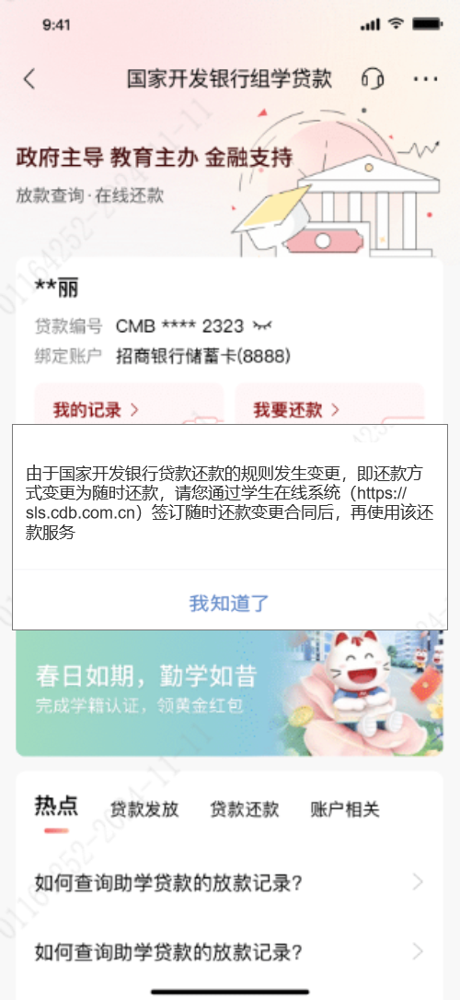 9:41
国家开发银行组学贷款
政府主导 教育主办 金融支持
放款查询·在线还款
**丽
贷款编号 CMB **** 2323
绑定账户 招商银行储蓄卡(8888)
我的记录
我要还款
由于国家开发银行贷款还款的规则发生变更，即还款方
式变更为随时还款，请您通过学生在线系统（https://
sls.cdb.com.cn）签订随时还款变更合同后，再使用该还
款服务
我知道了
春日如期，勤学如昔
完成学籍认证，领黄金红包
热点 贷款发放 贷款还款 账户相关
如何查询助学贷款的放款记录?
如何查询助学贷款的放款记录?
01164252-2024-11-11